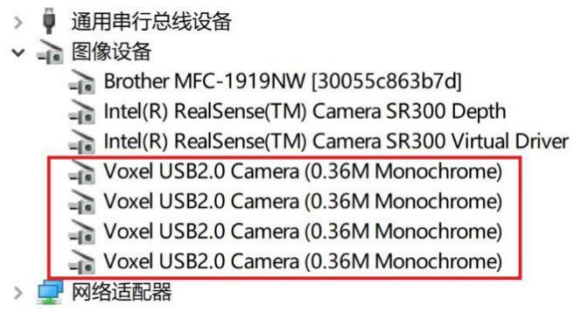 通用串行总线设备
图像设备
Brother MFC-1919NW [30055c863b7d]
Intel(R) RealSense(TM) Camera SR300 Depth
Intel(R) RealSense(TM) Camera SR300 Virtual Driver
Voxel USB2.0 Camera (0.36M Monochrome)
Voxel USB2.0 Camera (0.36M Monochrome)
Voxel USB2.0 Camera (0.36M Monochrome)
Voxel USB2.0 Camera (0.36M Monochrome)
网络适配器